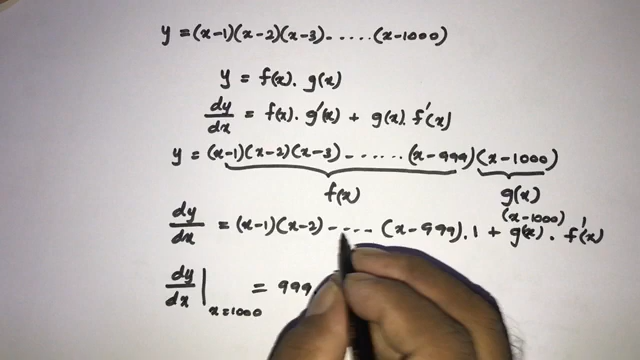 y = (x-1)(x-2)(x-3)-.....(x-1000)
y = f(x). g(x)
dy/dx = f(x). g'(x) + g(x). f'(x)
y = (x-1)(x-2)(x-3)-......(x-999)(x-1000)
f(x) g(x)
(x-1000)
dy/dx = (x-1)(x-2)-----(x-999).1 + g(x). f'(x)
dy/dx|x=1000 = 999